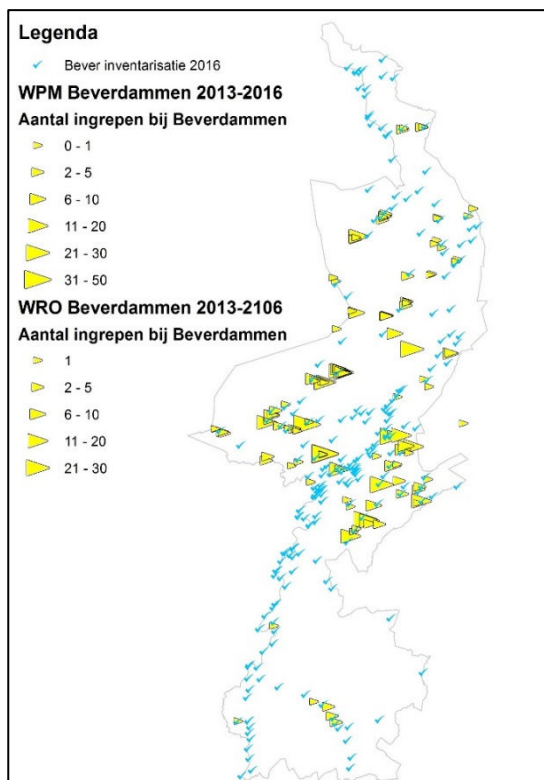 Legenda
Bever inventarisatie 2016
WPM Beverdammen 2013-2016
Aantal ingrepen bij Beverdammen
0 - 1
2 - 5
6 - 10
11 - 20
21 - 30
31 - 50
WRO Beverdammen 2013-2106
Aantal ingrepen bij Beverdammen
1
2 - 5
6 - 10
11 - 20
21 - 30